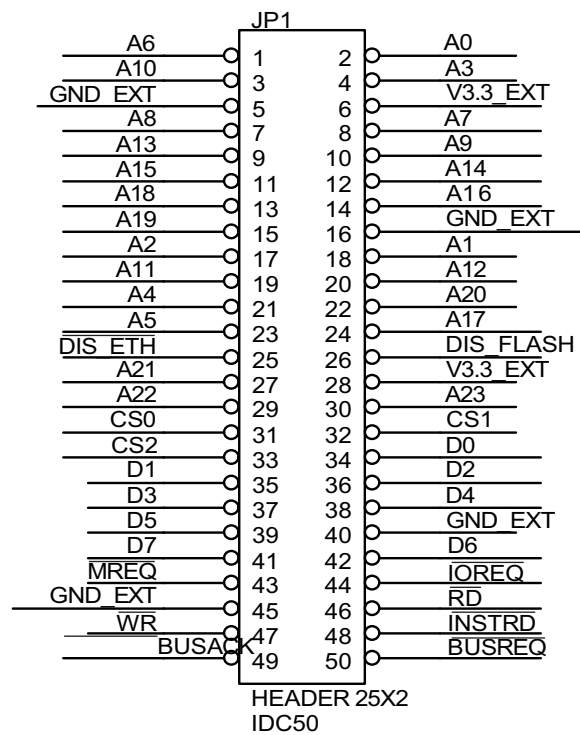 JP1
A6 1 2 A0
A10 3 4 A3
GND_EXT 5 6 V3.3_EXT
A8 7 8 A7
A13 9 10 A9
A15 11 12 A14
A18 13 14 A16
A19 15 16 GND_EXT
A2 17 18 A1
A11 19 20 A12
A4 21 22 A20
A5 23 24 A17
DIS_ETH 25 26 DIS_FLASH
A21 27 28 V3.3_EXT
A22 29 30 A23
CS0 31 32 CS1
CS2 33 34 D0
D1 35 36 D2
D3 37 38 D4
D5 39 40 GND_EXT
D7 41 42 D6
MREQ 43 44 IOREQ
GND_EXT 45 46 RD
WR 47 48 INSTRD
BUSACK 49 50 BUSREQ
HEADER 25X2
IDC50